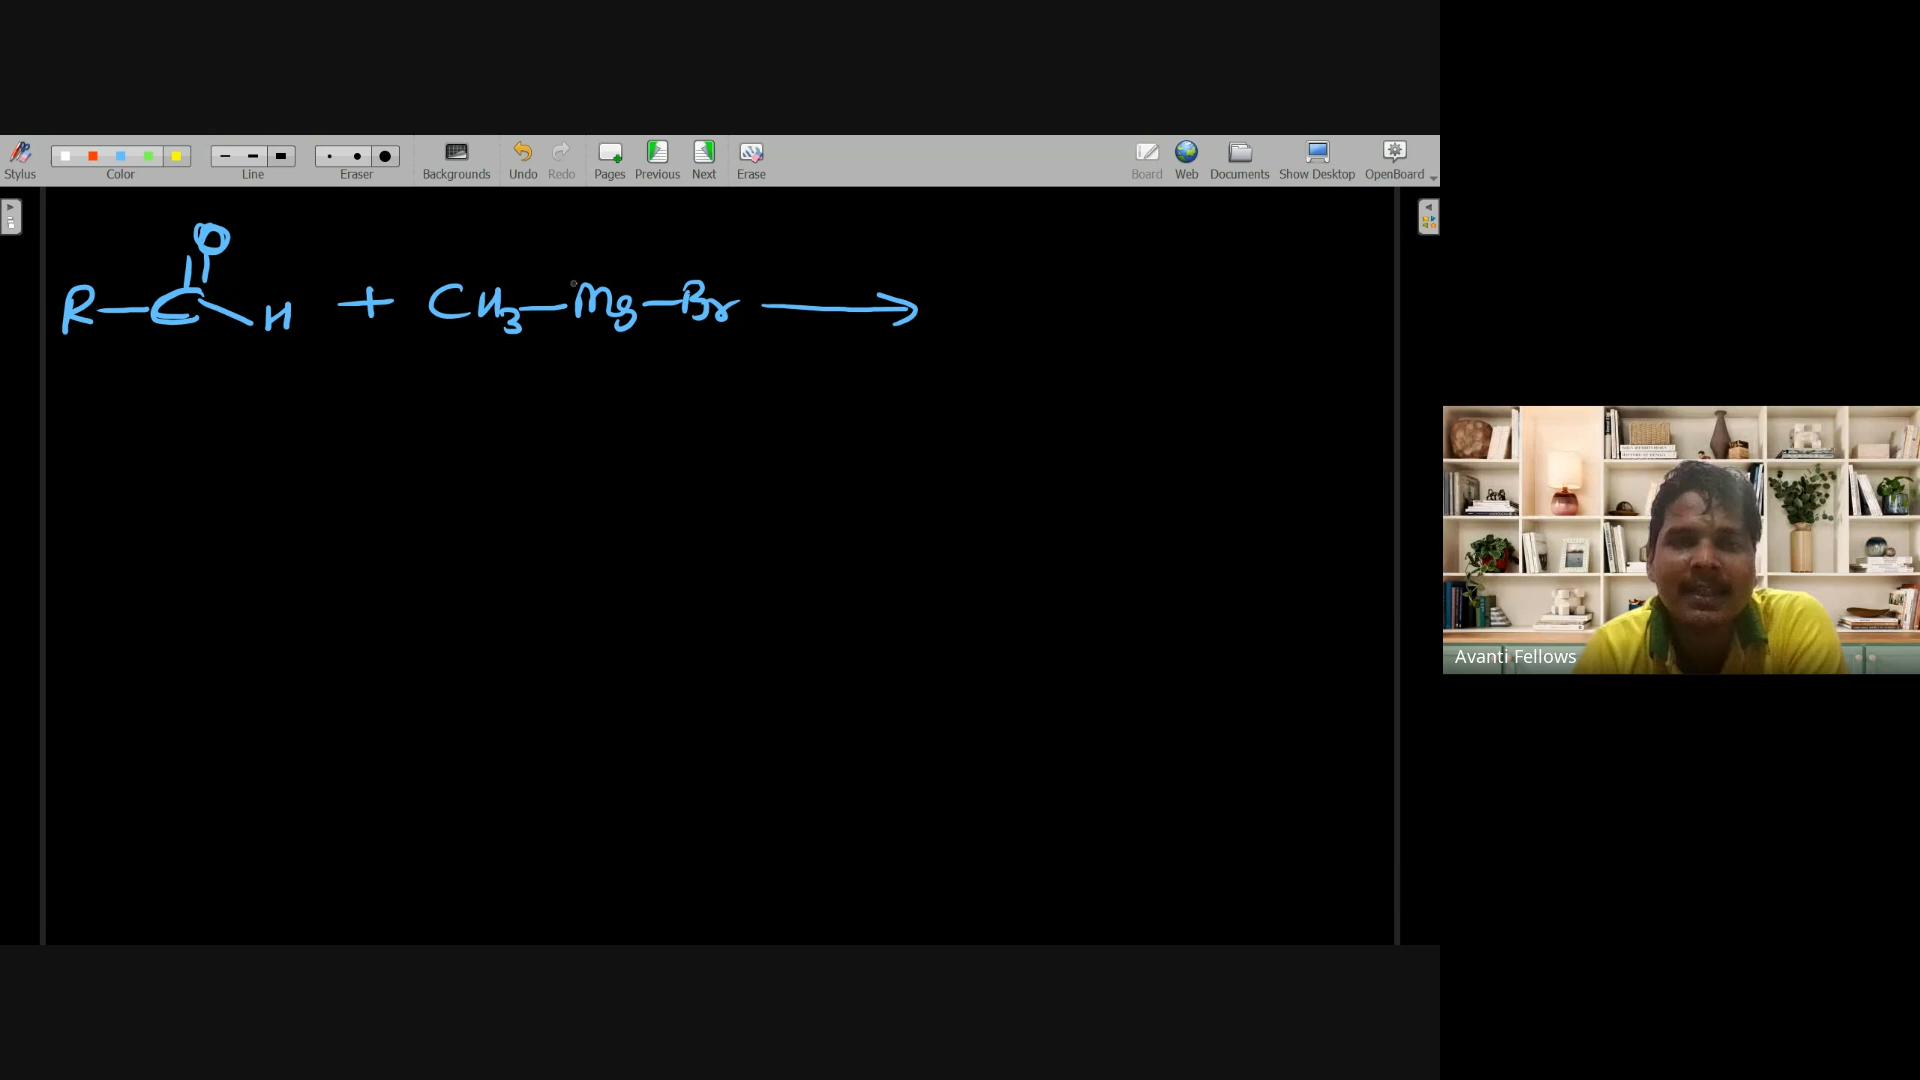 Stylus Color Line Eraser Backgrounds Undo Redo Pages Previous Next Erase Board Web Documents Show Desktop OpenBoard
O
R—C—H + CH3—Mg—Br ⟶
Avanti Fellows